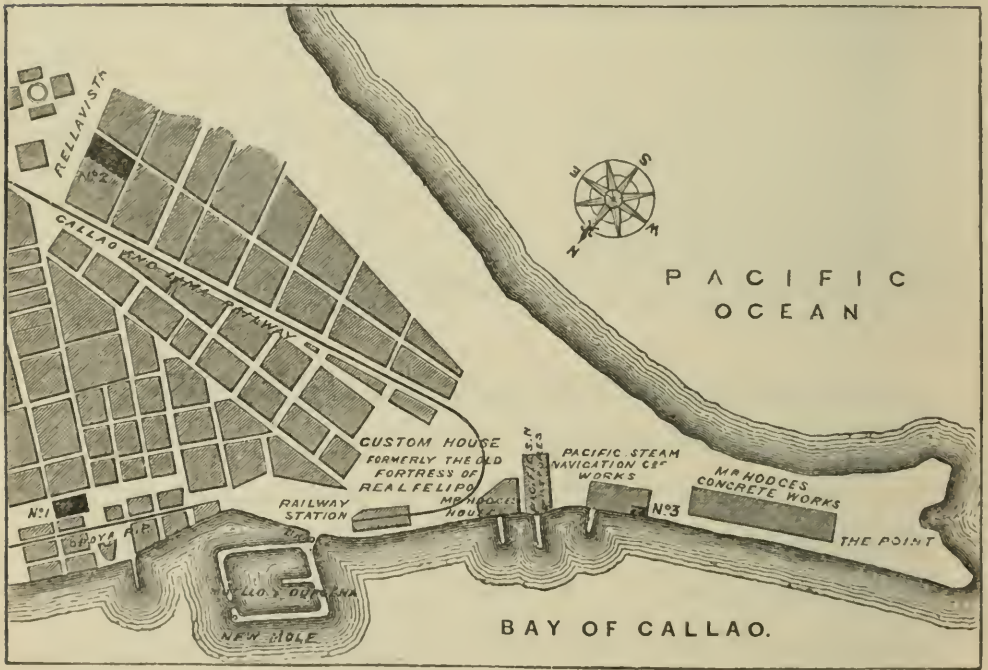 RELLAVISTA
Nº2
CALLAO AND LIMA RAILWAY
S
E
W
N
PACIFIC
OCEAN
CUSTOM HOUSE
FORMERLY THE OLD
FORTRESS OF
REAL FELIPO
RAILWAY
STATION
MR HODGES
HOUSE
P.S.N
FACTORIES
PACIFIC STEAM
NAVIGATION COS
WORKS
Nº3
MR HODGES
CONCRETE WORKS
THE POINT
Nº1
OROYA R.P.
NEW MOLE
BAY OF CALLAO.